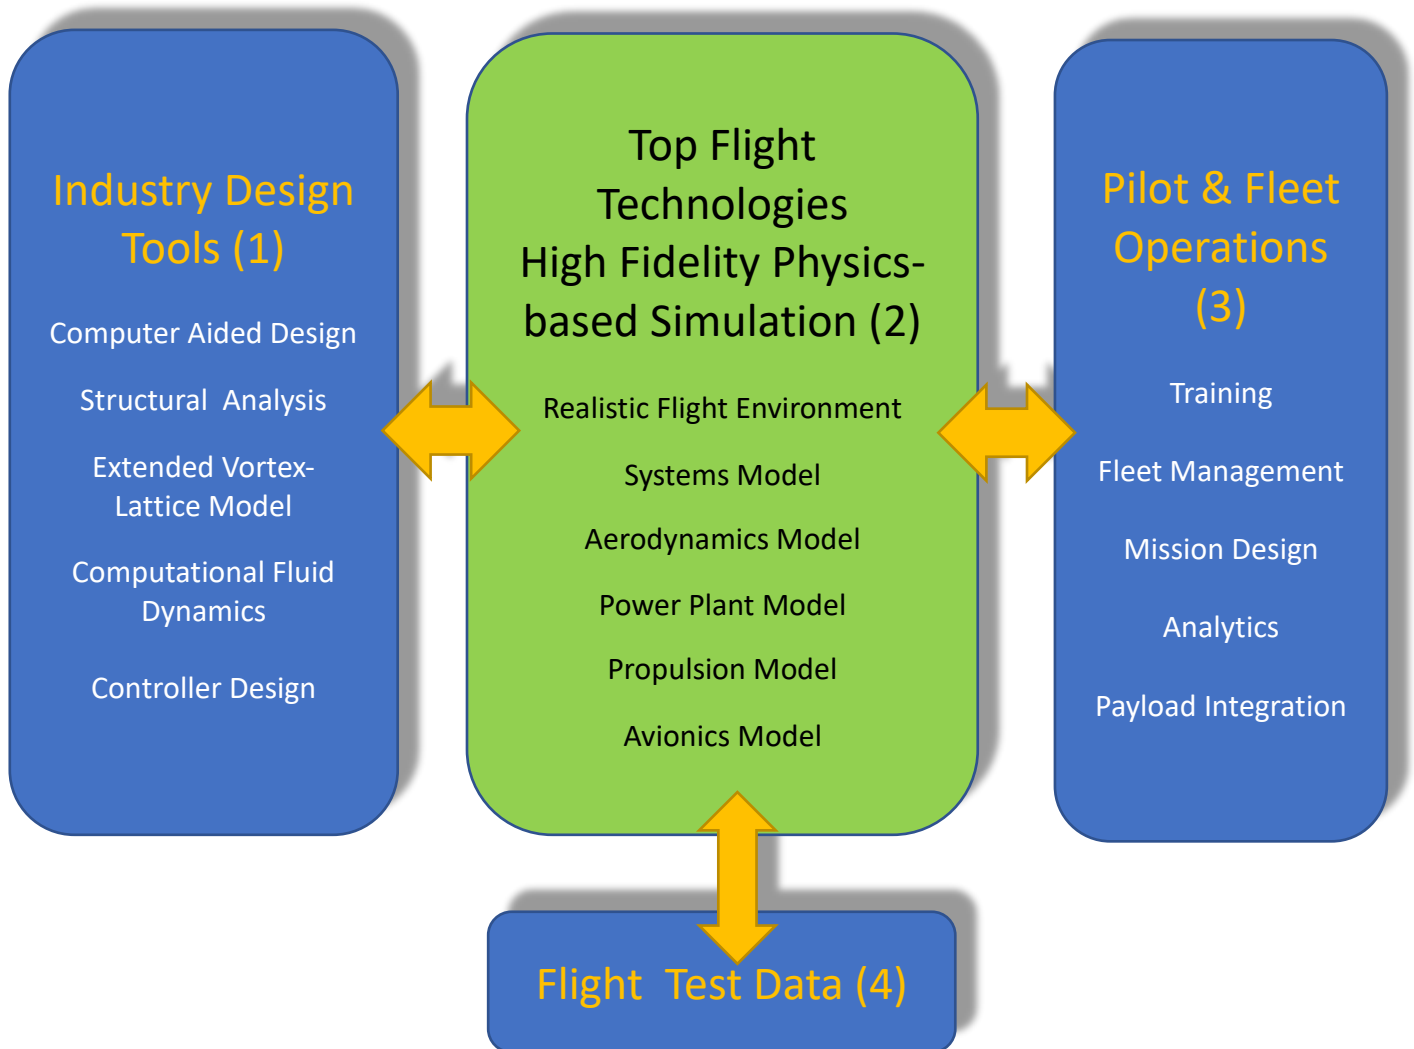 Industry Design
Tools (1)
Computer Aided Design
Structural  Analysis
Extended Vortex-
Lattice Model
Computational Fluid
Dynamics
Controller Design
Top Flight
Technologies
High Fidelity Physics-
based Simulation (2)
Realistic Flight Environment
Systems Model
Aerodynamics Model
Power Plant Model
Propulsion Model
Avionics Model
Pilot & Fleet
Operations
(3)
Training
Fleet Management
Mission Design
Analytics
Payload Integration
Flight  Test Data (4)